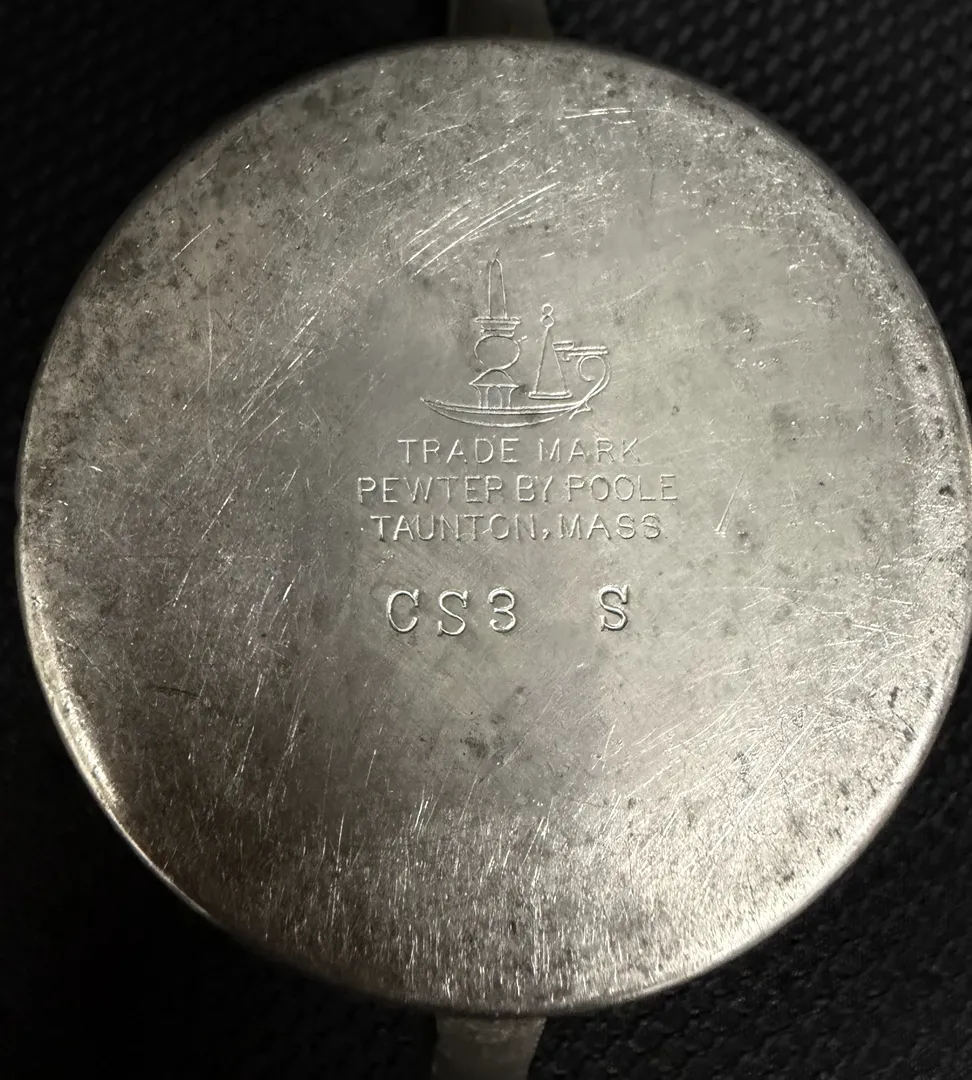 TRADE MARK
PEWTER BY POOLE
TAUNTON, MASS.
CS3 S